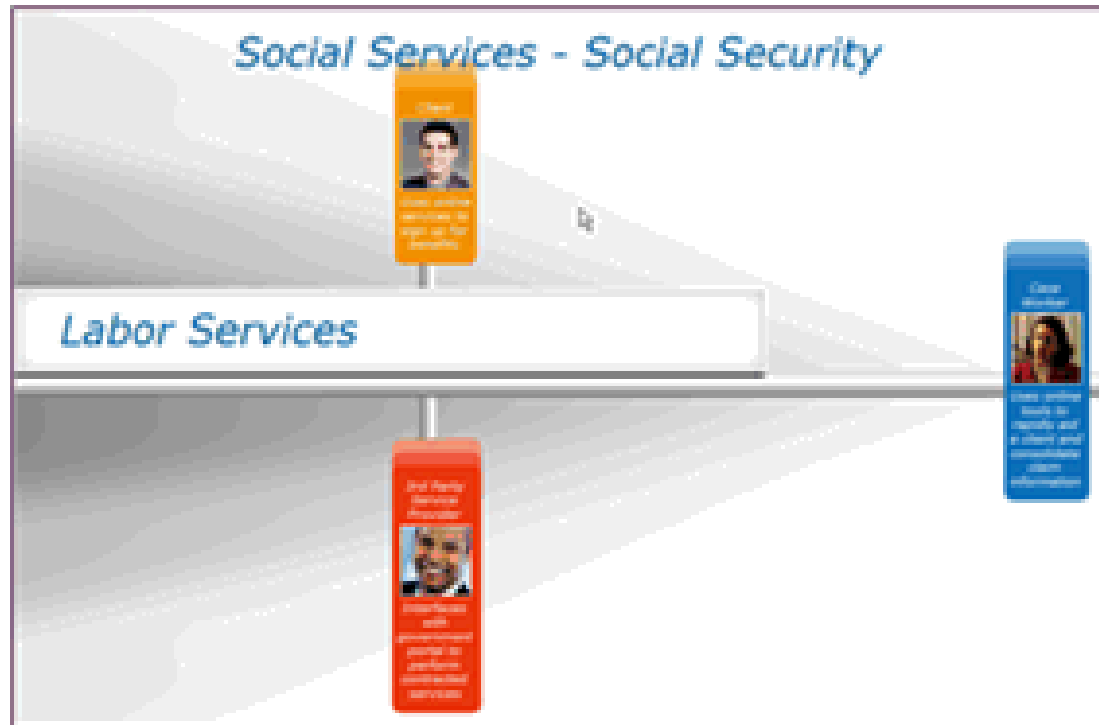 Social Services - Social Security
Client
Uses online
services to
sign up for
benefits
Labor Services
Case
Worker
Uses online
tools to
rapidly aid
a client and
consolidate
claim
information
3rd Party
Service
Provider
Interfaces
with
government
portal to
perform
contracted
services